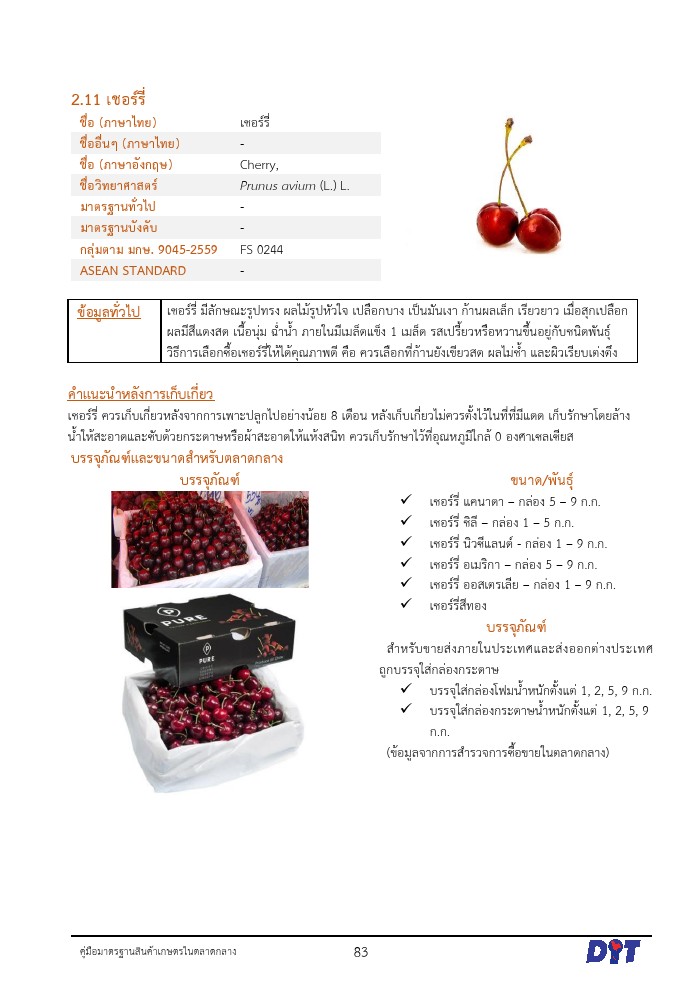 2.11 เชอร์รี่
ชื่อ (ภาษาไทย) เชอร์รี่
ชื่ออื่นๆ (ภาษาไทย) -
ชื่อ (ภาษาอังกฤษ) Cherry,
ชื่อวิทยาศาสตร์ Prunus avium (L.) L.
มาตรฐานทั่วไป -
มาตรฐานบังคับ -
กลุ่มตาม มกษ. 9045-2559 FS 0244
ASEAN STANDARD -
ข้อมูลทั่วไป
เชอร์รี่ มีลักษณะรูปทรง ผลไม้รูปหัวใจ เปลือกบาง เป็นมันเงา ก้านผลเล็ก เรียวยาว เมื่อสุกเปลือก
ผลมีสีแดงสด เนื้อนุ่ม ฉ่ำน้ำ ภายในมีเมล็ดแข็ง 1 เมล็ด รสเปรี้ยวหรือหวานขึ้นอยู่กับชนิดพันธุ์
วิธีการเลือกซื้อเชอร์รี่ให้ได้คุณภาพดี คือ ควรเลือกที่ก้านยังเขียวสด ผลไม่ช้ำ และผิวเรียบเต่งตึง
คำแนะนำหลังการเก็บเกี่ยว
เชอร์รี่ ควรเก็บเกี่ยวหลังจากการเพาะปลูกไปอย่างน้อย 8 เดือน หลังเก็บเกี่ยวไม่ควรตั้งไว้ในที่ที่มีแดด เก็บรักษาโดยล้าง
น้ำให้สะอาดและซับด้วยกระดาษหรือผ้าสะอาดให้แห้งสนิท ควรเก็บรักษาไว้ที่อุณหภูมิใกล้ 0 องศาเซลเซียส
บรรจุภัณฑ์และขนาดสำหรับตลาดกลาง
บรรจุภัณฑ์
PURE
PURE
ขนาด/พันธุ์
✓ เชอร์รี่ แคนาดา – กล่อง 5 – 9 ก.ก.
✓ เชอร์รี่ ชิลี – กล่อง 1 – 5 ก.ก.
✓ เชอร์รี่ นิวซีแลนด์ - กล่อง 1 – 9 ก.ก.
✓ เชอร์รี่ อเมริกา – กล่อง 5 – 9 ก.ก.
✓ เชอร์รี่ ออสเตรเลีย – กล่อง 1 – 9 ก.ก.
✓ เชอร์รี่สีทอง
บรรจุภัณฑ์
สำหรับขายส่งภายในประเทศและส่งออกต่างประเทศ
ถูกบรรจุใส่กล่องกระดาษ
✓ บรรจุใส่กล่องโฟมน้ำหนักตั้งแต่ 1, 2, 5, 9 ก.ก.
✓ บรรจุใส่กล่องกระดาษน้ำหนักตั้งแต่ 1, 2, 5, 9
ก.ก.
(ข้อมูลจากการสำรวจการซื้อขายในตลาดกลาง)
คู่มือมาตรฐานสินค้าเกษตรในตลาดกลาง 83 DIT